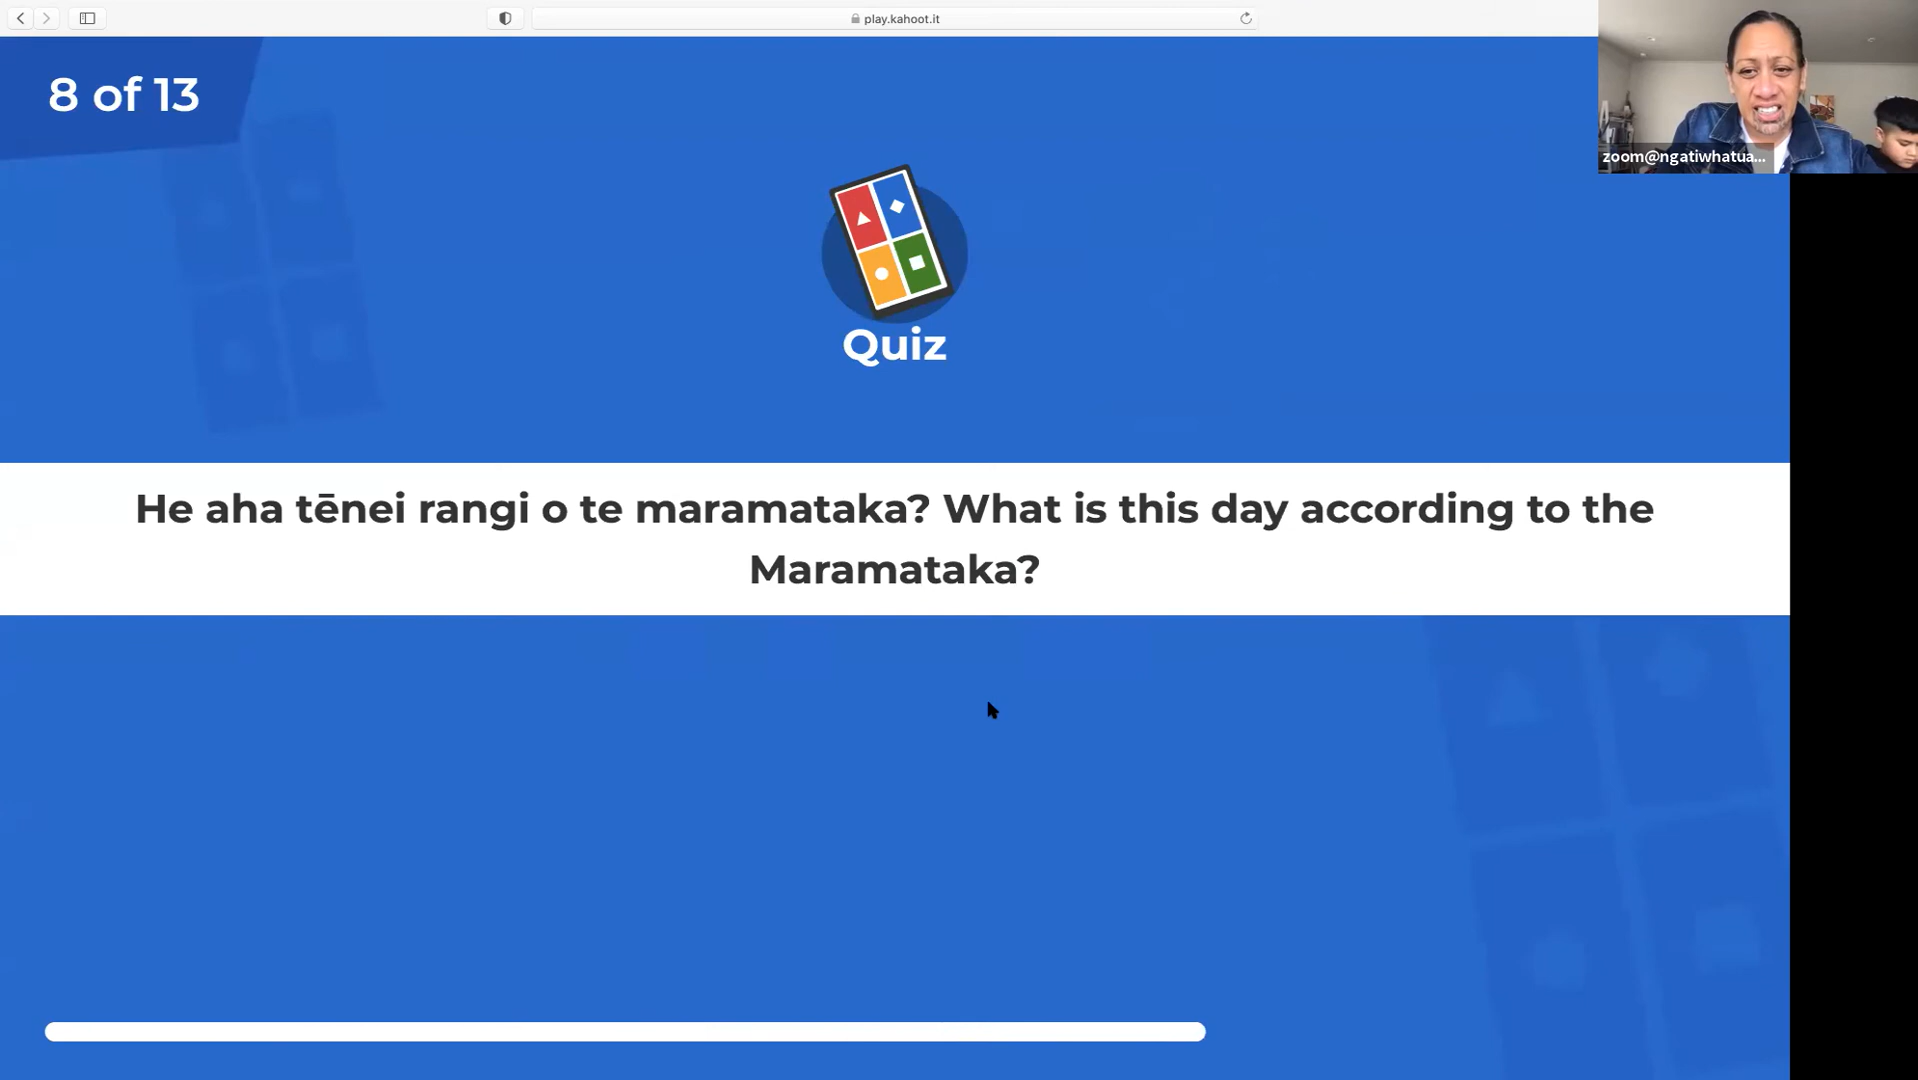 play.kahoot.it
8 of 13
zoom@ngatiwhatua...
Quiz
He aha tēnei rangi o te maramataka? What is this day according to the
Maramataka?